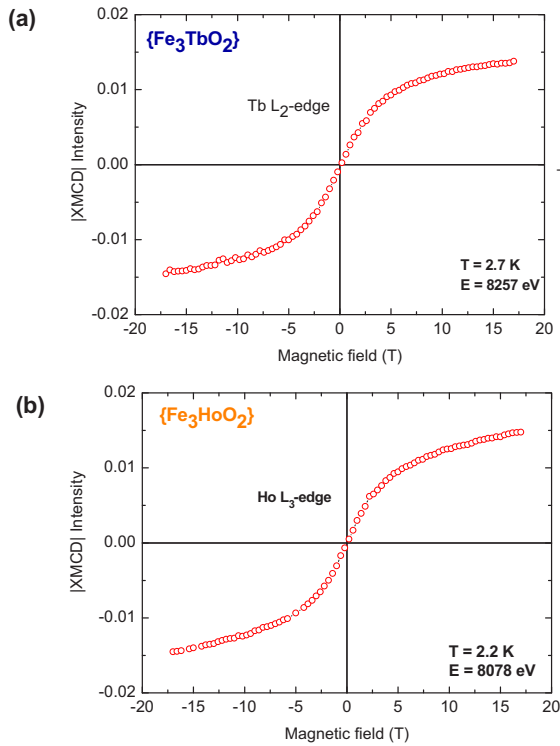 (a)
{Fe3TbO2}
Tb L2-edge
|XMCD| Intensity
0.02
0.01
0.00
-0.01
-0.02
T = 2.7 K
E = 8257 eV
-20 -15 -10 -5 0 5 10 15 20
Magnetic field (T)
(b)
{Fe3HoO2}
Ho L3-edge
|XMCD| Intensity
0.02
0.01
0.00
-0.01
-0.02
T = 2.2 K
E = 8078 eV
-20 -15 -10 -5 0 5 10 15 20
Magnetic field (T)